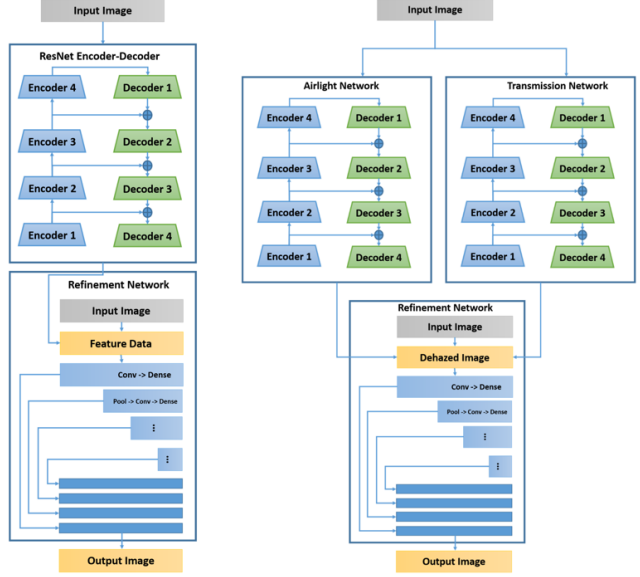 Input Image
ResNet Encoder-Decoder
Encoder 4
Decoder 1
Encoder 3
Decoder 2
Encoder 2
Decoder 3
Encoder 1
Decoder 4
Refinement Network
Input Image
Feature Data
Conv -> Dense
Pool -> Conv -> Dense
...
...
Output Image
Input Image
Airlight Network
Encoder 4
Decoder 1
Encoder 3
Decoder 2
Encoder 2
Decoder 3
Encoder 1
Decoder 4
Transmission Network
Encoder 4
Decoder 1
Encoder 3
Decoder 2
Encoder 2
Decoder 3
Encoder 1
Decoder 4
Refinement Network
Input Image
Dehazed Image
Conv -> Dense
Pool -> Conv -> Dense
...
...
Output Image